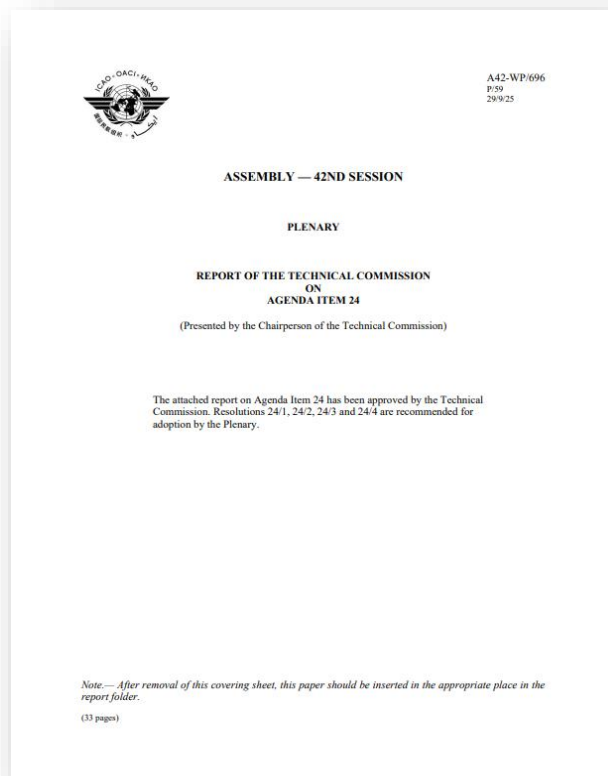 ICAO · OACI · ИКАО
A42-WP/696
P/59
29/9/25
ASSEMBLY — 42ND SESSION
PLENARY
REPORT OF THE TECHNICAL COMMISSION
ON
AGENDA ITEM 24
(Presented by the Chairperson of the Technical Commission)
The attached report on Agenda Item 24 has been approved by the Technical
Commission. Resolutions 24/1, 24/2, 24/3 and 24/4 are recommended for
adoption by the Plenary.
Note.— After removal of this covering sheet, this paper should be inserted in the appropriate place in the
report folder.
(33 pages)